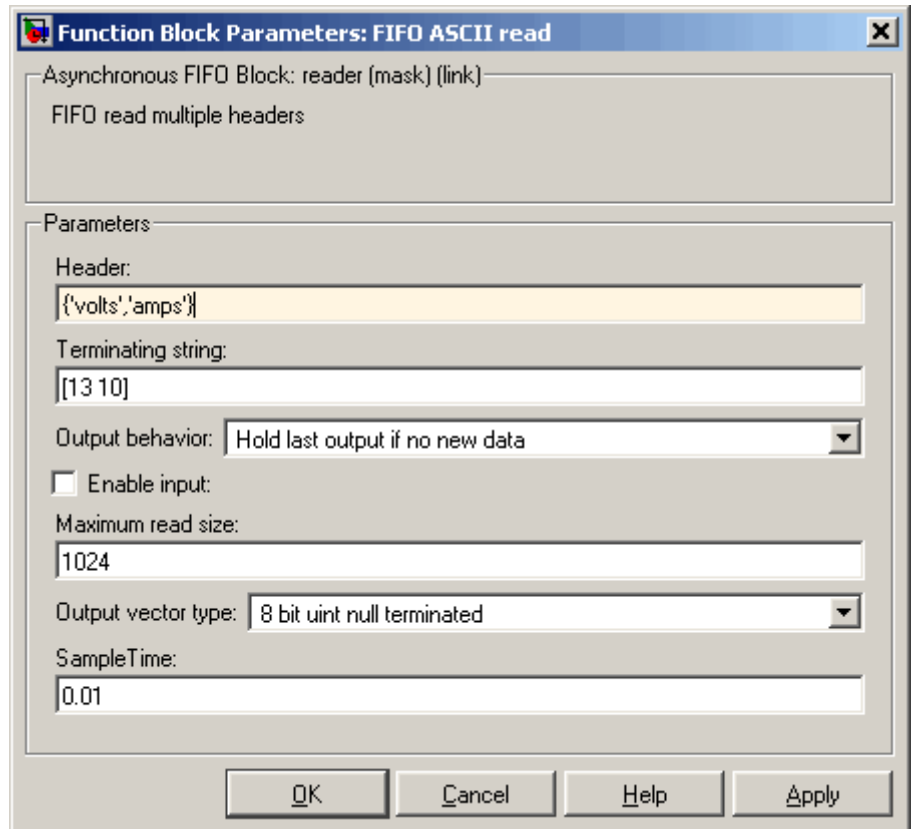 Function Block Parameters: FIFO ASCII read
Asynchronous FIFO Block: reader (mask) (link)
FIFO read multiple headers
Parameters
Header:
{'volts','amps'}
Terminating string:
[13 10]
Output behavior: Hold last output if no new data
Enable input:
Maximum read size:
1024
Output vector type: 8 bit uint null terminated
SampleTime:
0.01
OK Cancel Help Apply